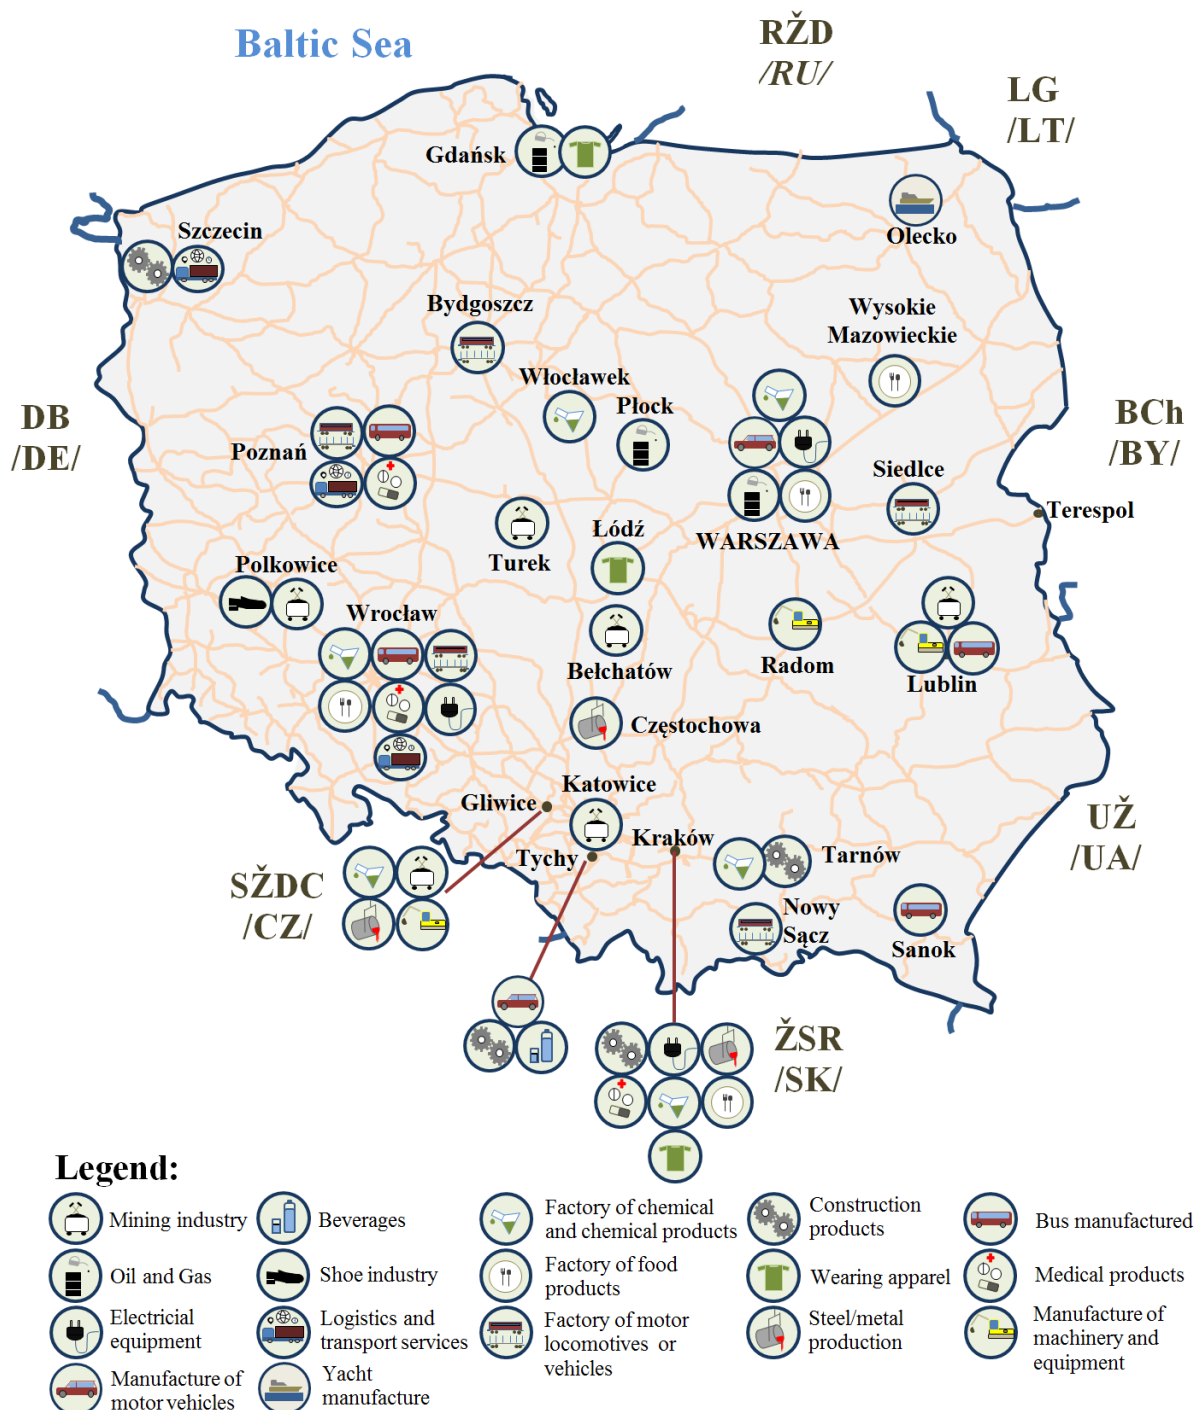 Baltic Sea
RŽD
/RU/
LG
/LT/
Gdańsk
Szczecin
Olecko
Bydgoszcz
Wysokie
Mazowieckie
Włocławek
Płock
DB
/DE/
BCh
/BY/
Poznań
Siedlce
Terespol
WARSZAWA
Łódź
Turek
Polkowice
Wrocław
Bełchatów
Radom
Lublin
Częstochowa
Katowice
Gliwice
Kraków
Tychy
Tarnów
UŽ
/UA/
SŽDC
/CZ/
Nowy
Sącz
Sanok
ŽSR
/SK/
Legend:
Mining industry
Beverages
Factory of chemical
and chemical products
Construction
products
Bus manufactured
Oil and Gas
Shoe industry
Factory of food
products
Wearing apparel
Medical products
Electricial
equipment
Logistics and
transport services
Factory of motor
locomotives or
vehicles
Steel/metal
production
Manufacture of
machinery and
equipment
Manufacture of
motor vehicles
Yacht
manufacture